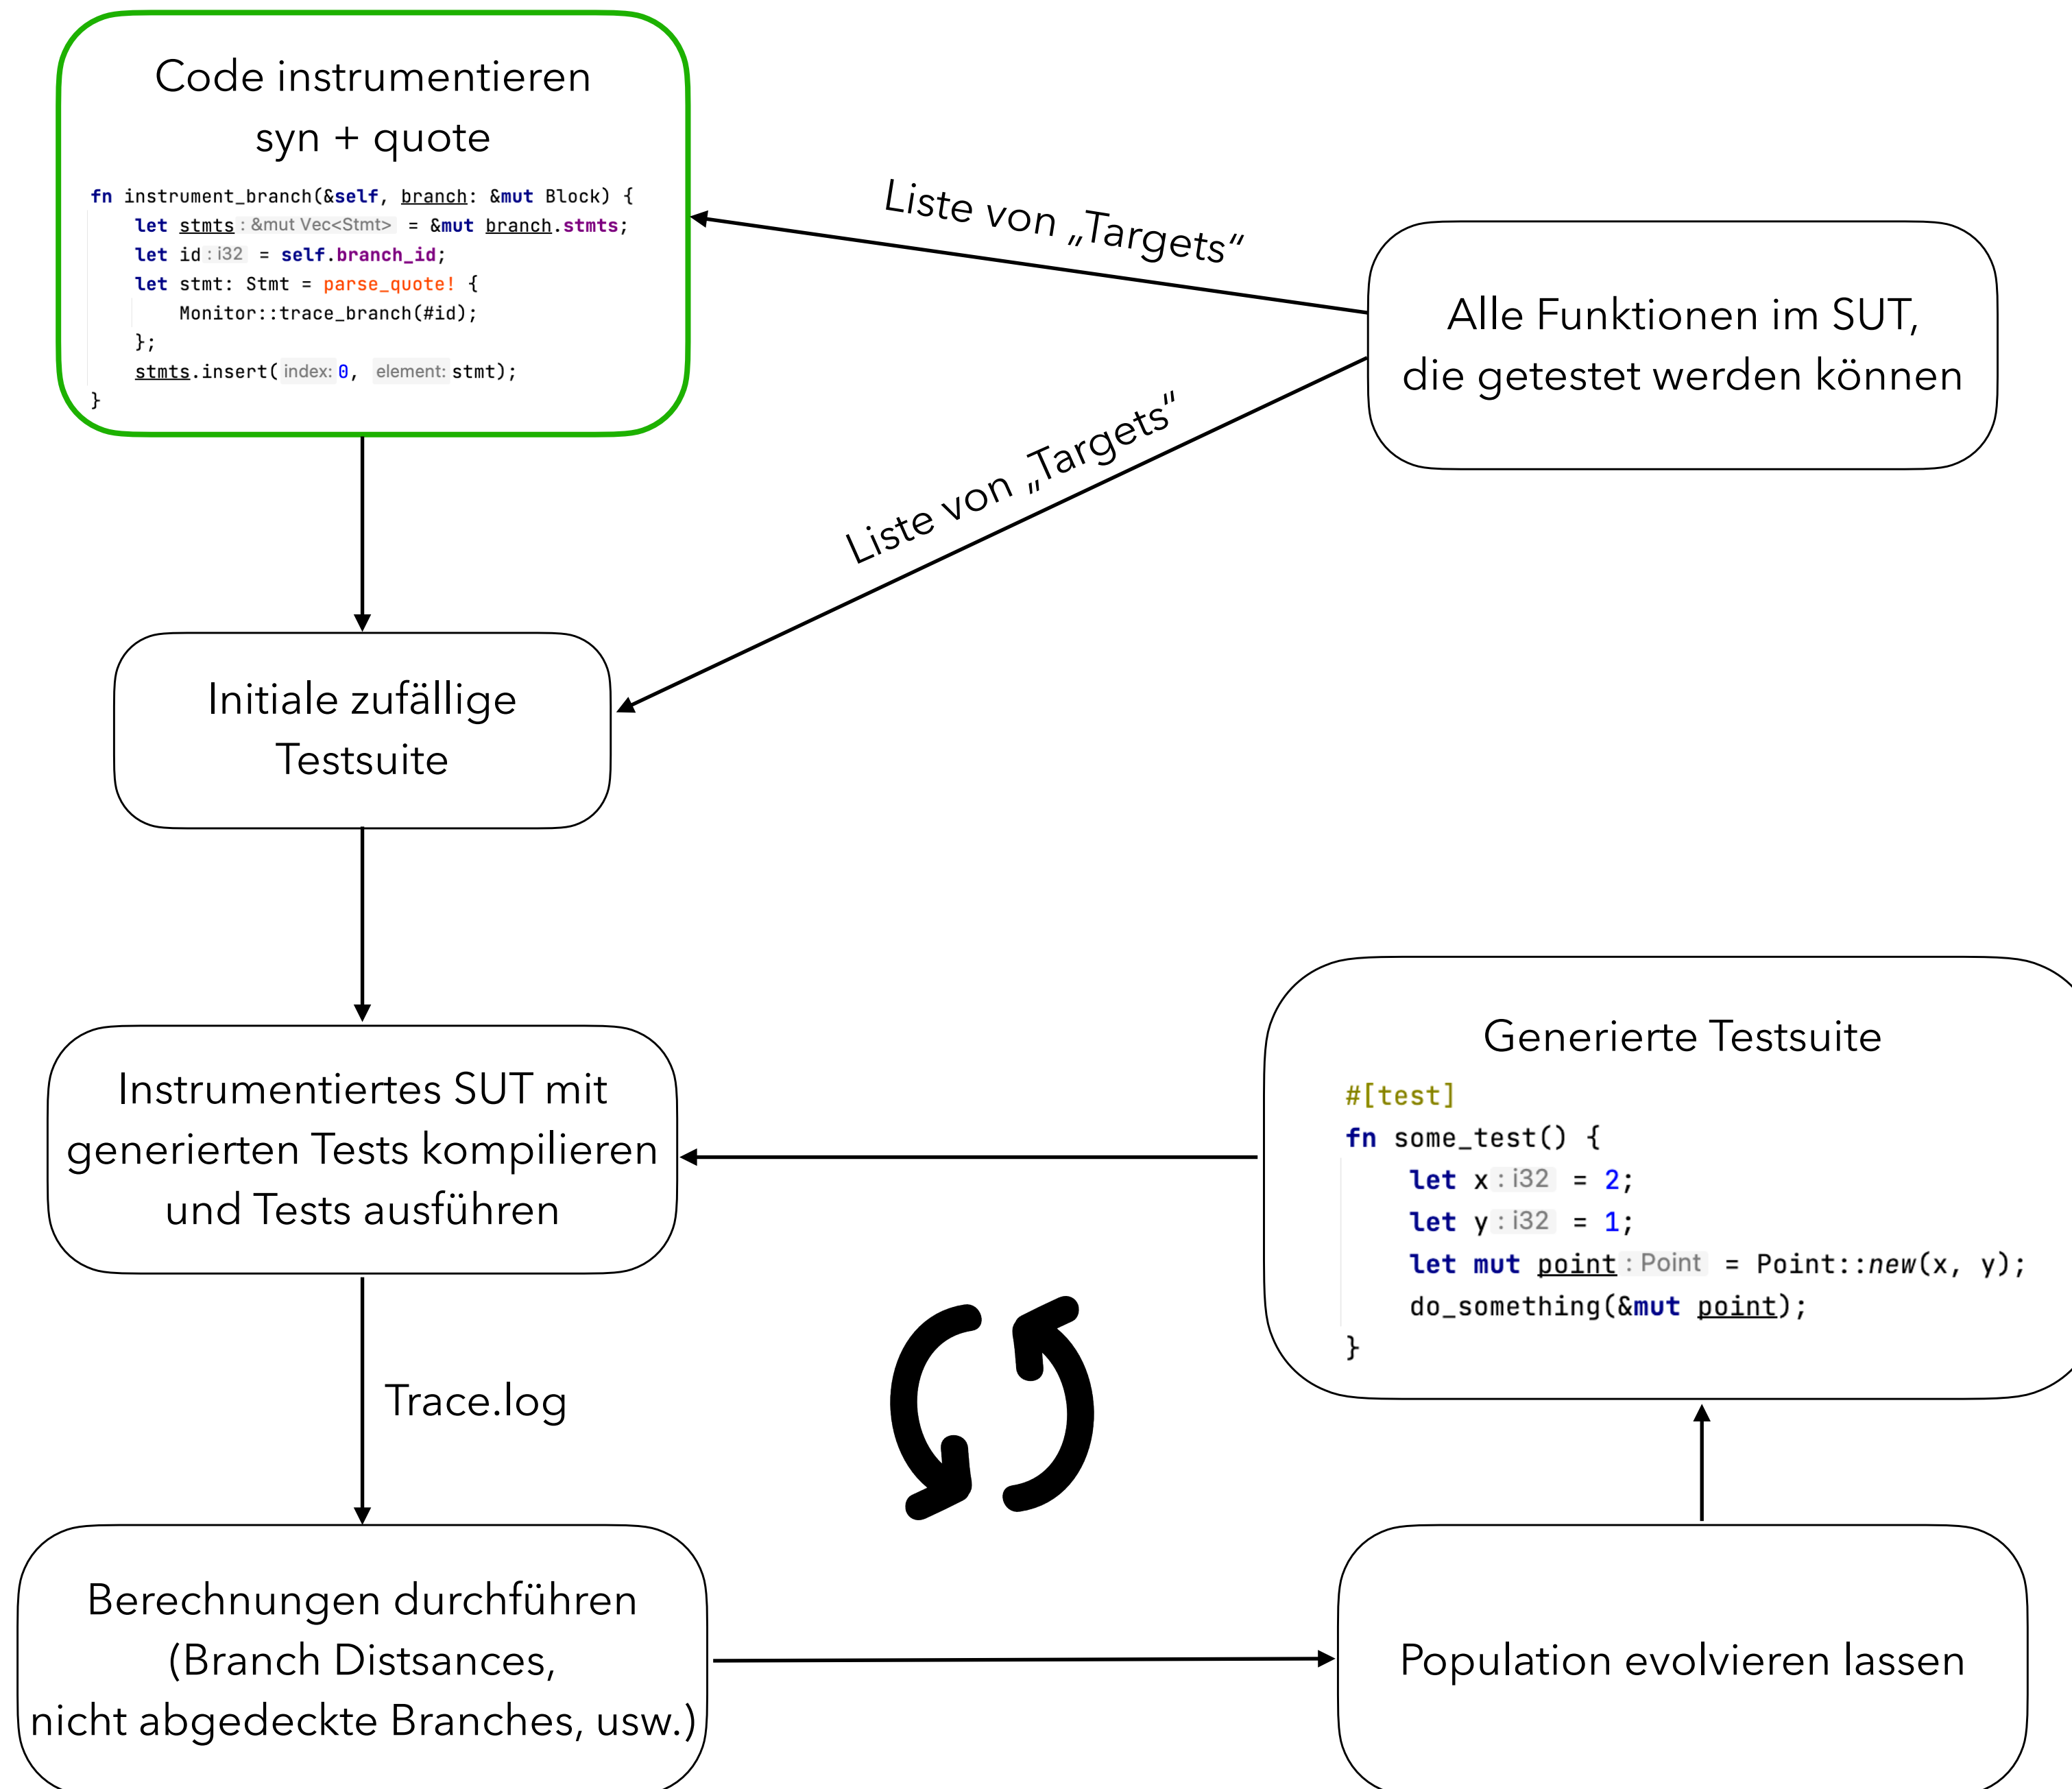 Code instrumentieren
syn + quote
fn instrument_branch(&self, branch: &mut Block) {
let stmts : &mut Vec<Stmt> = &mut branch.stmts;
let id : i32 = self.branch_id;
let stmt: Stmt = parse_quote! {
Monitor::trace_branch(#id);
};
stmts.insert( index: 0, element: stmt);
}
Liste von „Targets“
Alle Funktionen im SUT,
die getestet werden können
Liste von „Targets“
Initiale zufällige
Testsuite
Instrumentiertes SUT mit
generierten Tests kompilieren
und Tests ausführen
Generierte Testsuite
#[test]
fn some_test() {
let x : i32 = 2;
let y : i32 = 1;
let mut point : Point = Point::new(x, y);
do_something(&mut point);
}
Trace.log
Berechnungen durchführen
(Branch Distsances,
nicht abgedeckte Branches, usw.)
Population evolvieren lassen